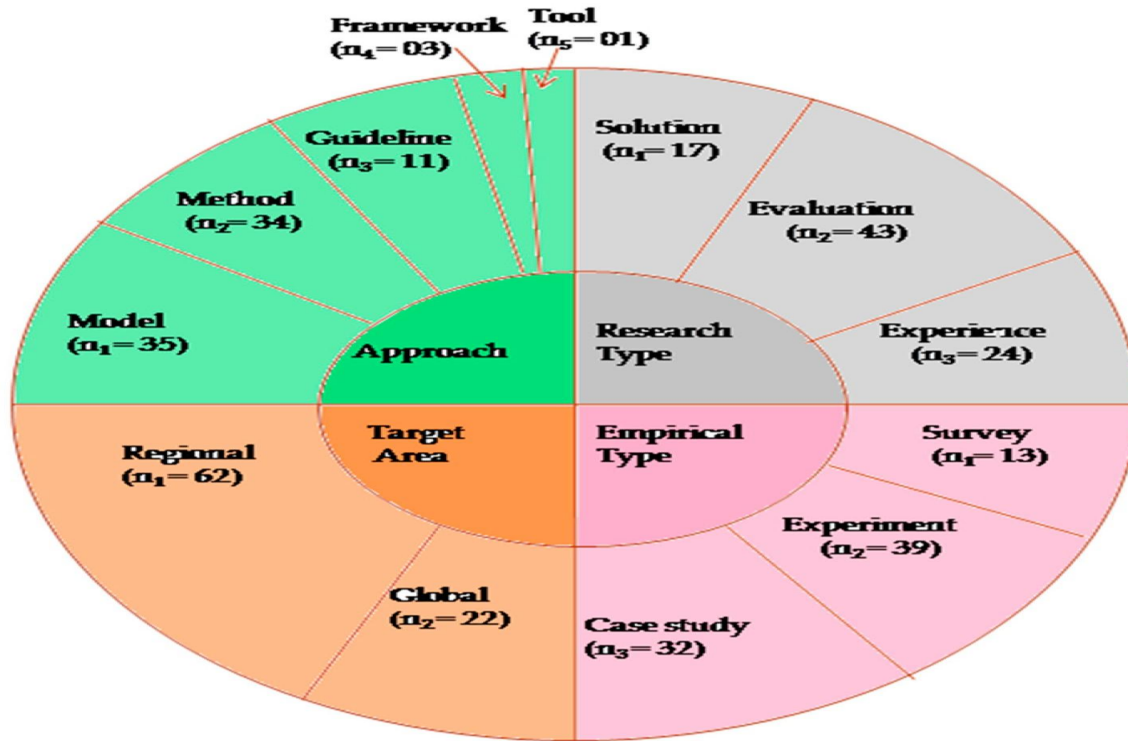 Framework
(n₄= 03)
Tool
(n₅= 01)
Guideline
(n₃= 11)
Method
(n₂= 34)
Model
(n₁= 35)
Approach
Solution
(n₁= 17)
Evaluation
(n₂= 43)
Experience
(n₃= 24)
Research
Type
Regional
(n₁= 62)
Global
(n₂= 22)
Target
Area
Empirical
Type
Survey
(n₁= 13)
Experiment
(n₂= 39)
Case study
(n₃= 32)